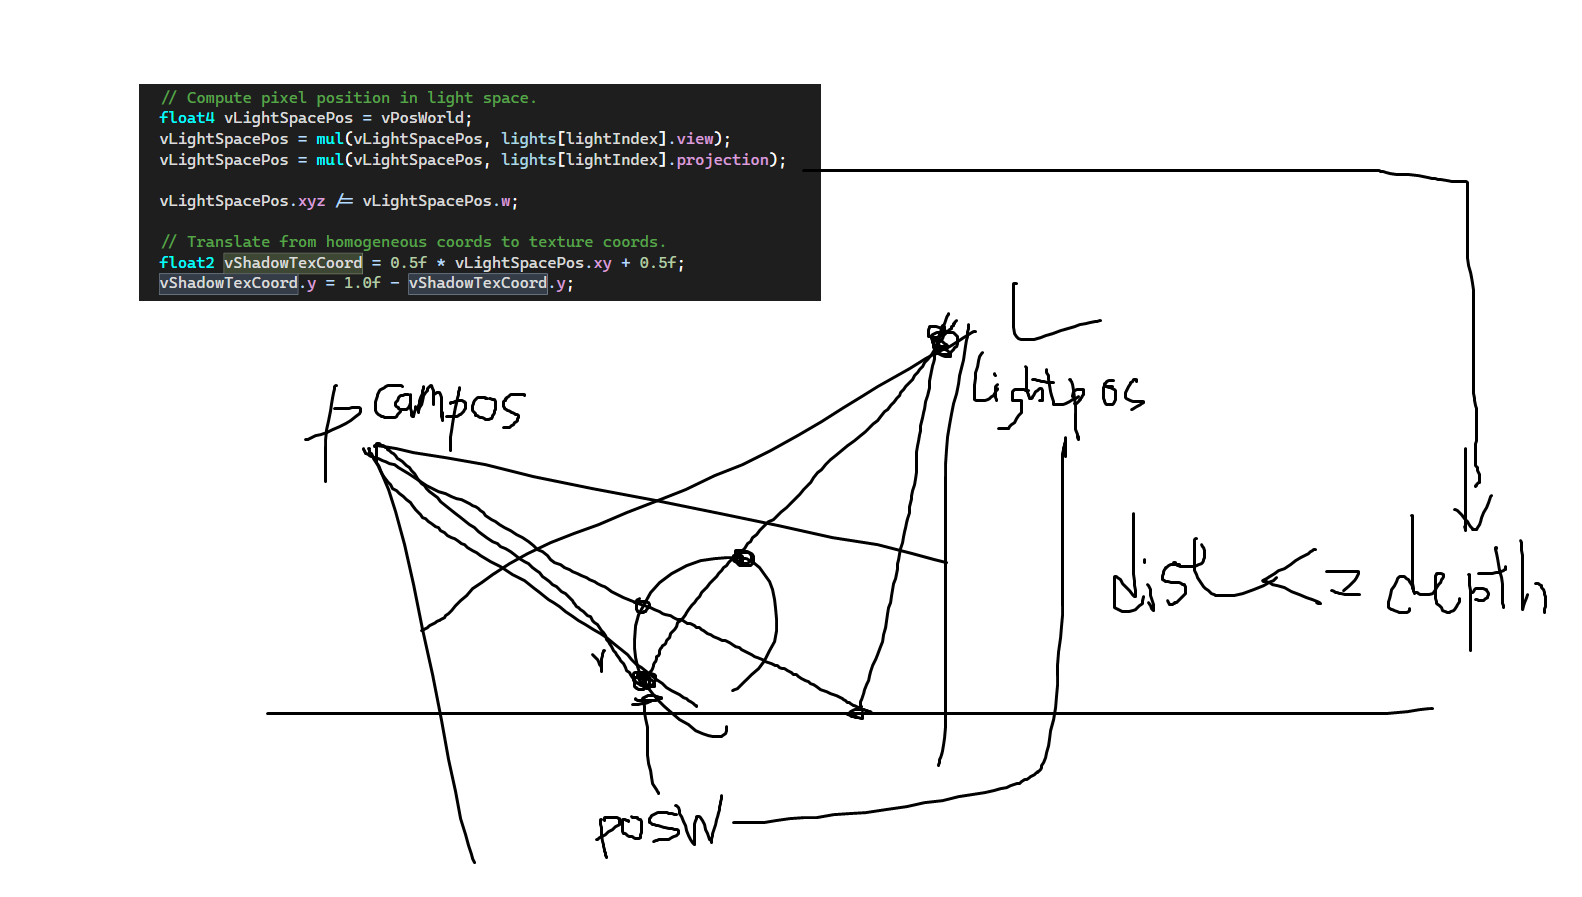 // Compute pixel position in light space.
float4 vLightSpacePos = vPosWorld;
vLightSpacePos = mul(vLightSpacePos, lights[lightIndex].view);
vLightSpacePos = mul(vLightSpacePos, lights[lightIndex].projection);
vLightSpacePos.xyz /= vLightSpacePos.w;
// Translate from homogeneous coords to texture coords.
float2 vShadowTexCoord = 0.5f * vLightSpacePos.xy + 0.5f;
vShadowTexCoord.y = 1.0f - vShadowTexCoord.y;
L
campos
Lightpos
dist <= depth
posW